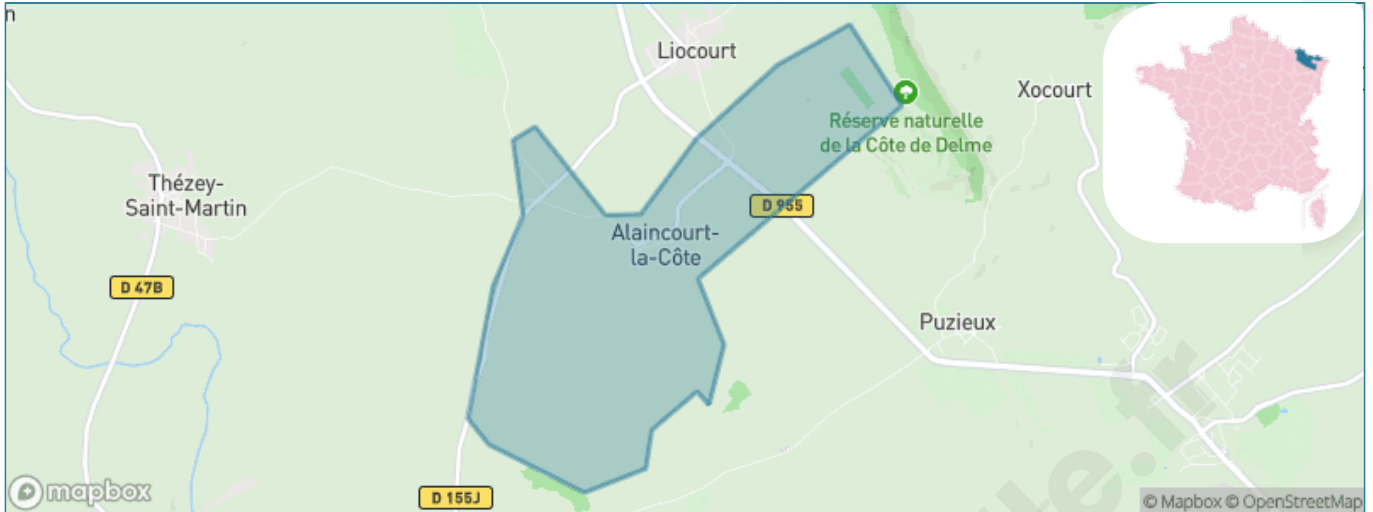 n
Liocourt
Xocourt
Réserve naturelle
de la Côte de Delme
Thézey-
Saint-Martin
D 955
Alaincourt-
la-Côte
D 47B
Puzieux
D 155J
mapbox
© Mapbox © OpenStreetMap